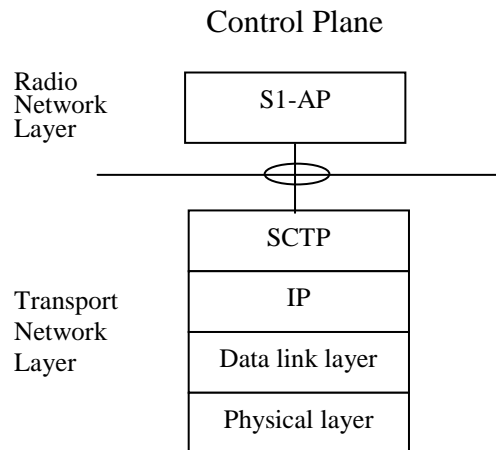 Control Plane
Radio
Network
Layer
S1-AP
SCTP
Transport
Network
Layer
IP
Data link layer
Physical layer